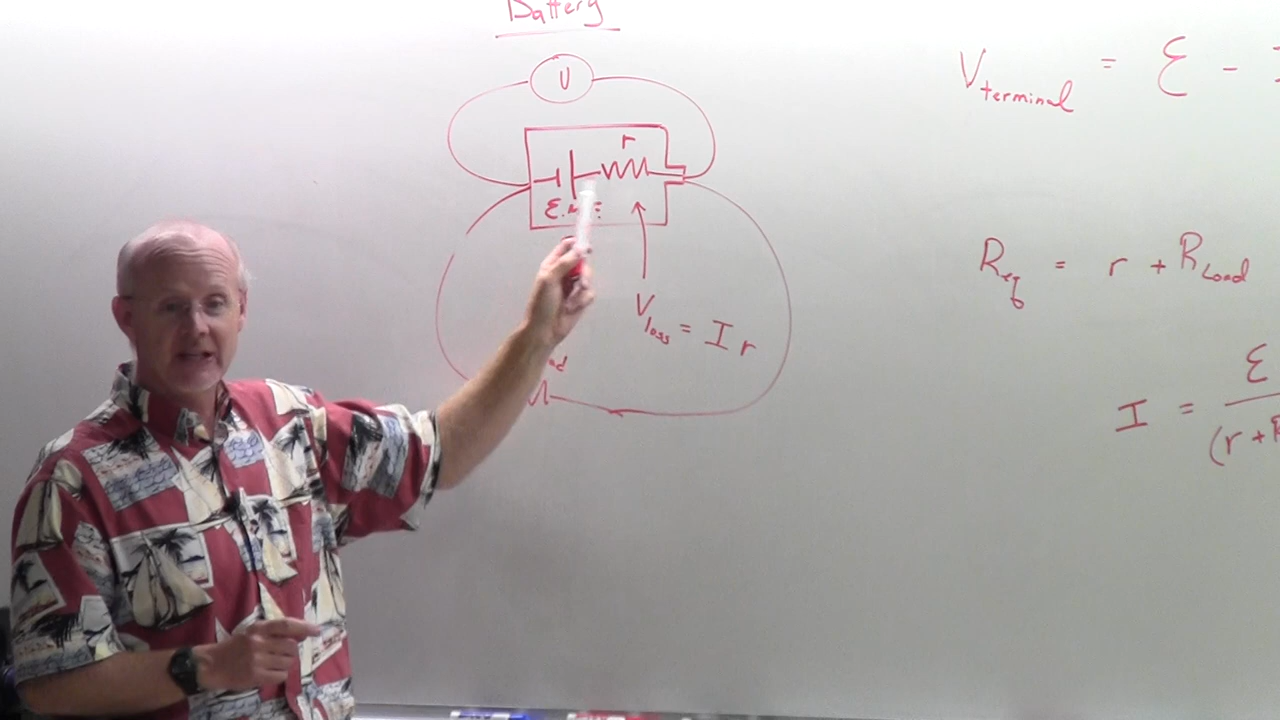 Battery
V
r
E.M.F.
V loss = I r
V terminal = ℰ -
R eq = r + R Load
I = ℰ
(r +